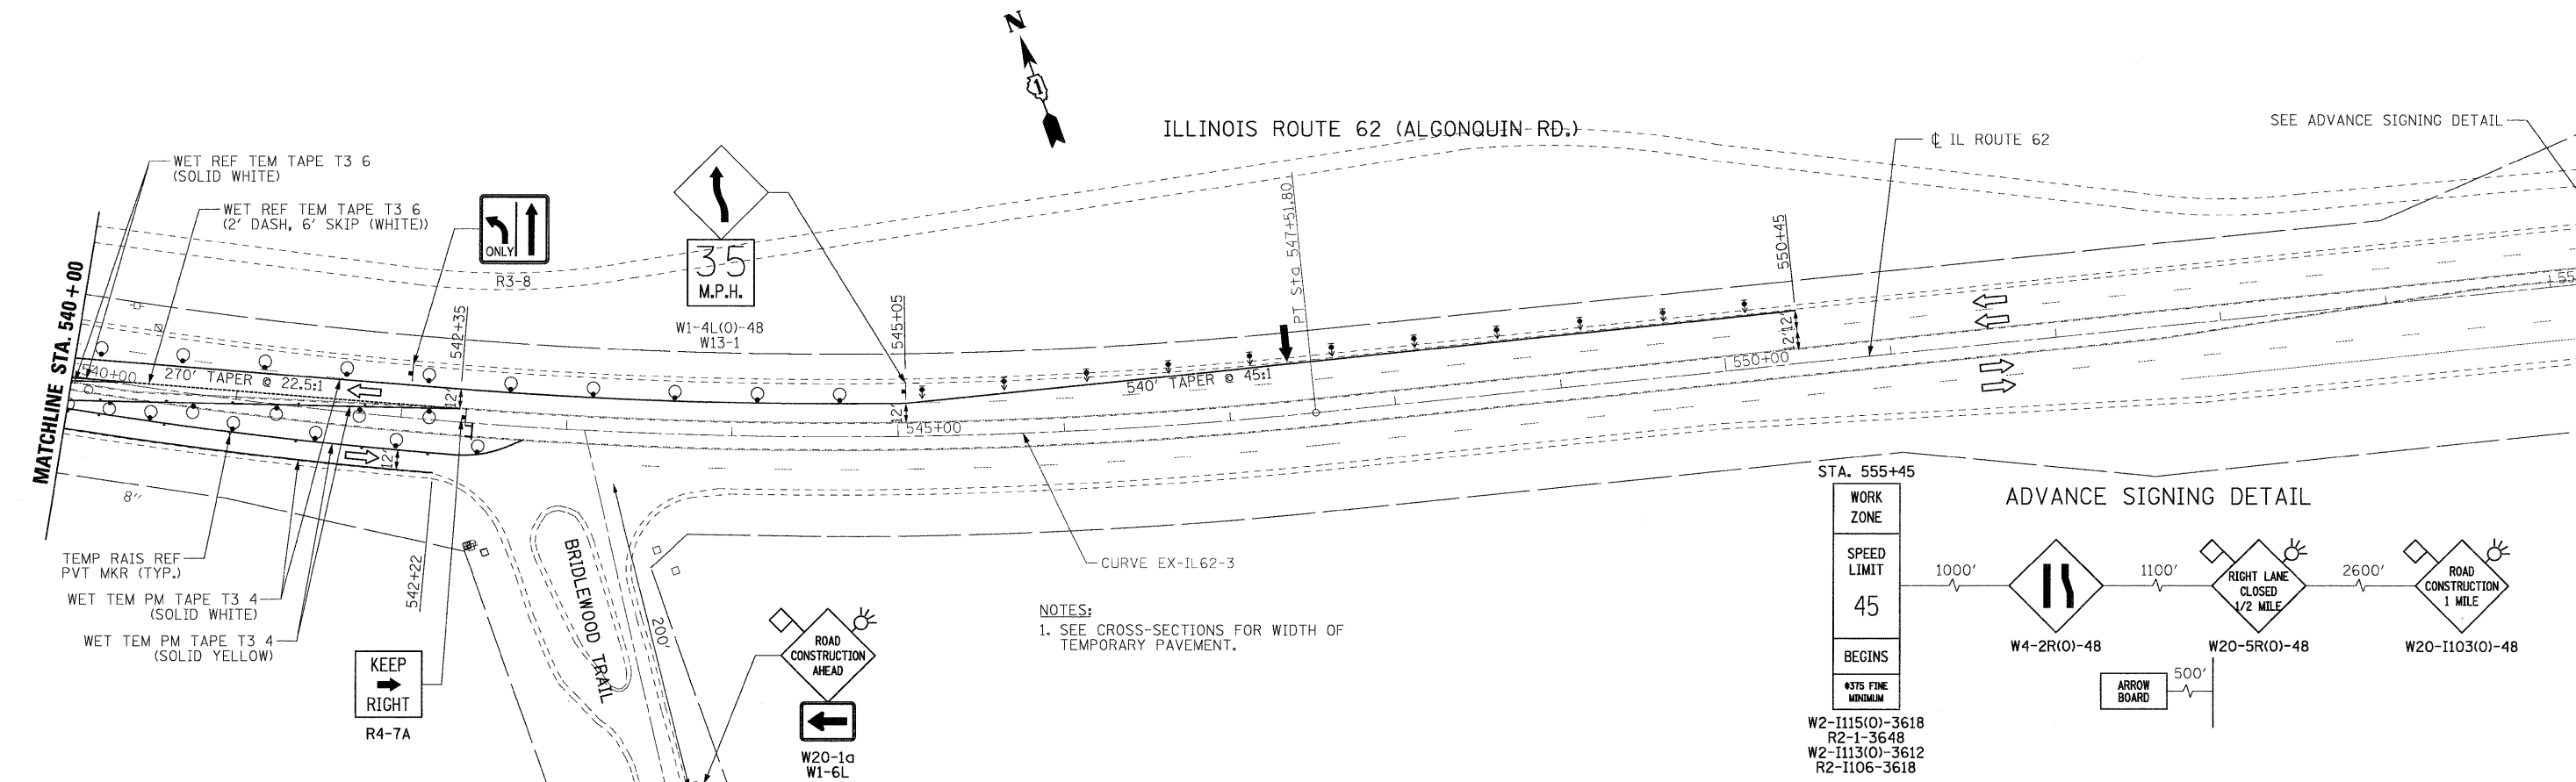 N
1
ILLINOIS ROUTE 62 (ALGONQUIN RD.)
℄ IL ROUTE 62
SEE ADVANCE SIGNING DETAIL
WET REF TEM TAPE T3 6
(SOLID WHITE)
WET REF TEM TAPE T3 6
(2' DASH, 6' SKIP (WHITE))
ONLY
R3-8
35
M.P.H.
W1-4L(O)-48
W13-1
MATCHLINE STA. 540+00
540+00
270' TAPER @ 22.5:1
542+35
12'
545+05
12'
545+00
540' TAPER @ 45:1
PT Sta 547+51.80
550+45
12'
12'
550+00
55
12'
8"
542+22
TEMP RAIS REF
PVT MKR (TYP.)
WET TEM PM TAPE T3 4
(SOLID WHITE)
WET TEM PM TAPE T3 4
(SOLID YELLOW)
KEEP
RIGHT
R4-7A
BRIDLEWOOD TRAIL
200'
ROAD
CONSTRUCTION
AHEAD
W20-1a
W1-6L
CURVE EX-IL62-3
NOTES:
1. SEE CROSS-SECTIONS FOR WIDTH OF
TEMPORARY PAVEMENT.
STA. 555+45
WORK
ZONE
SPEED
LIMIT
45
BEGINS
$375 FINE
MINIMUM
W2-I115(O)-3618
R2-1-3648
W2-I113(O)-3612
R2-I106-3618
ADVANCE SIGNING DETAIL
1000'
W4-2R(O)-48
1100'
RIGHT LANE
CLOSED
1/2 MILE
W20-5R(O)-48
2600'
ROAD
CONSTRUCTION
1 MILE
W20-I103(O)-48
ARROW
BOARD
500'